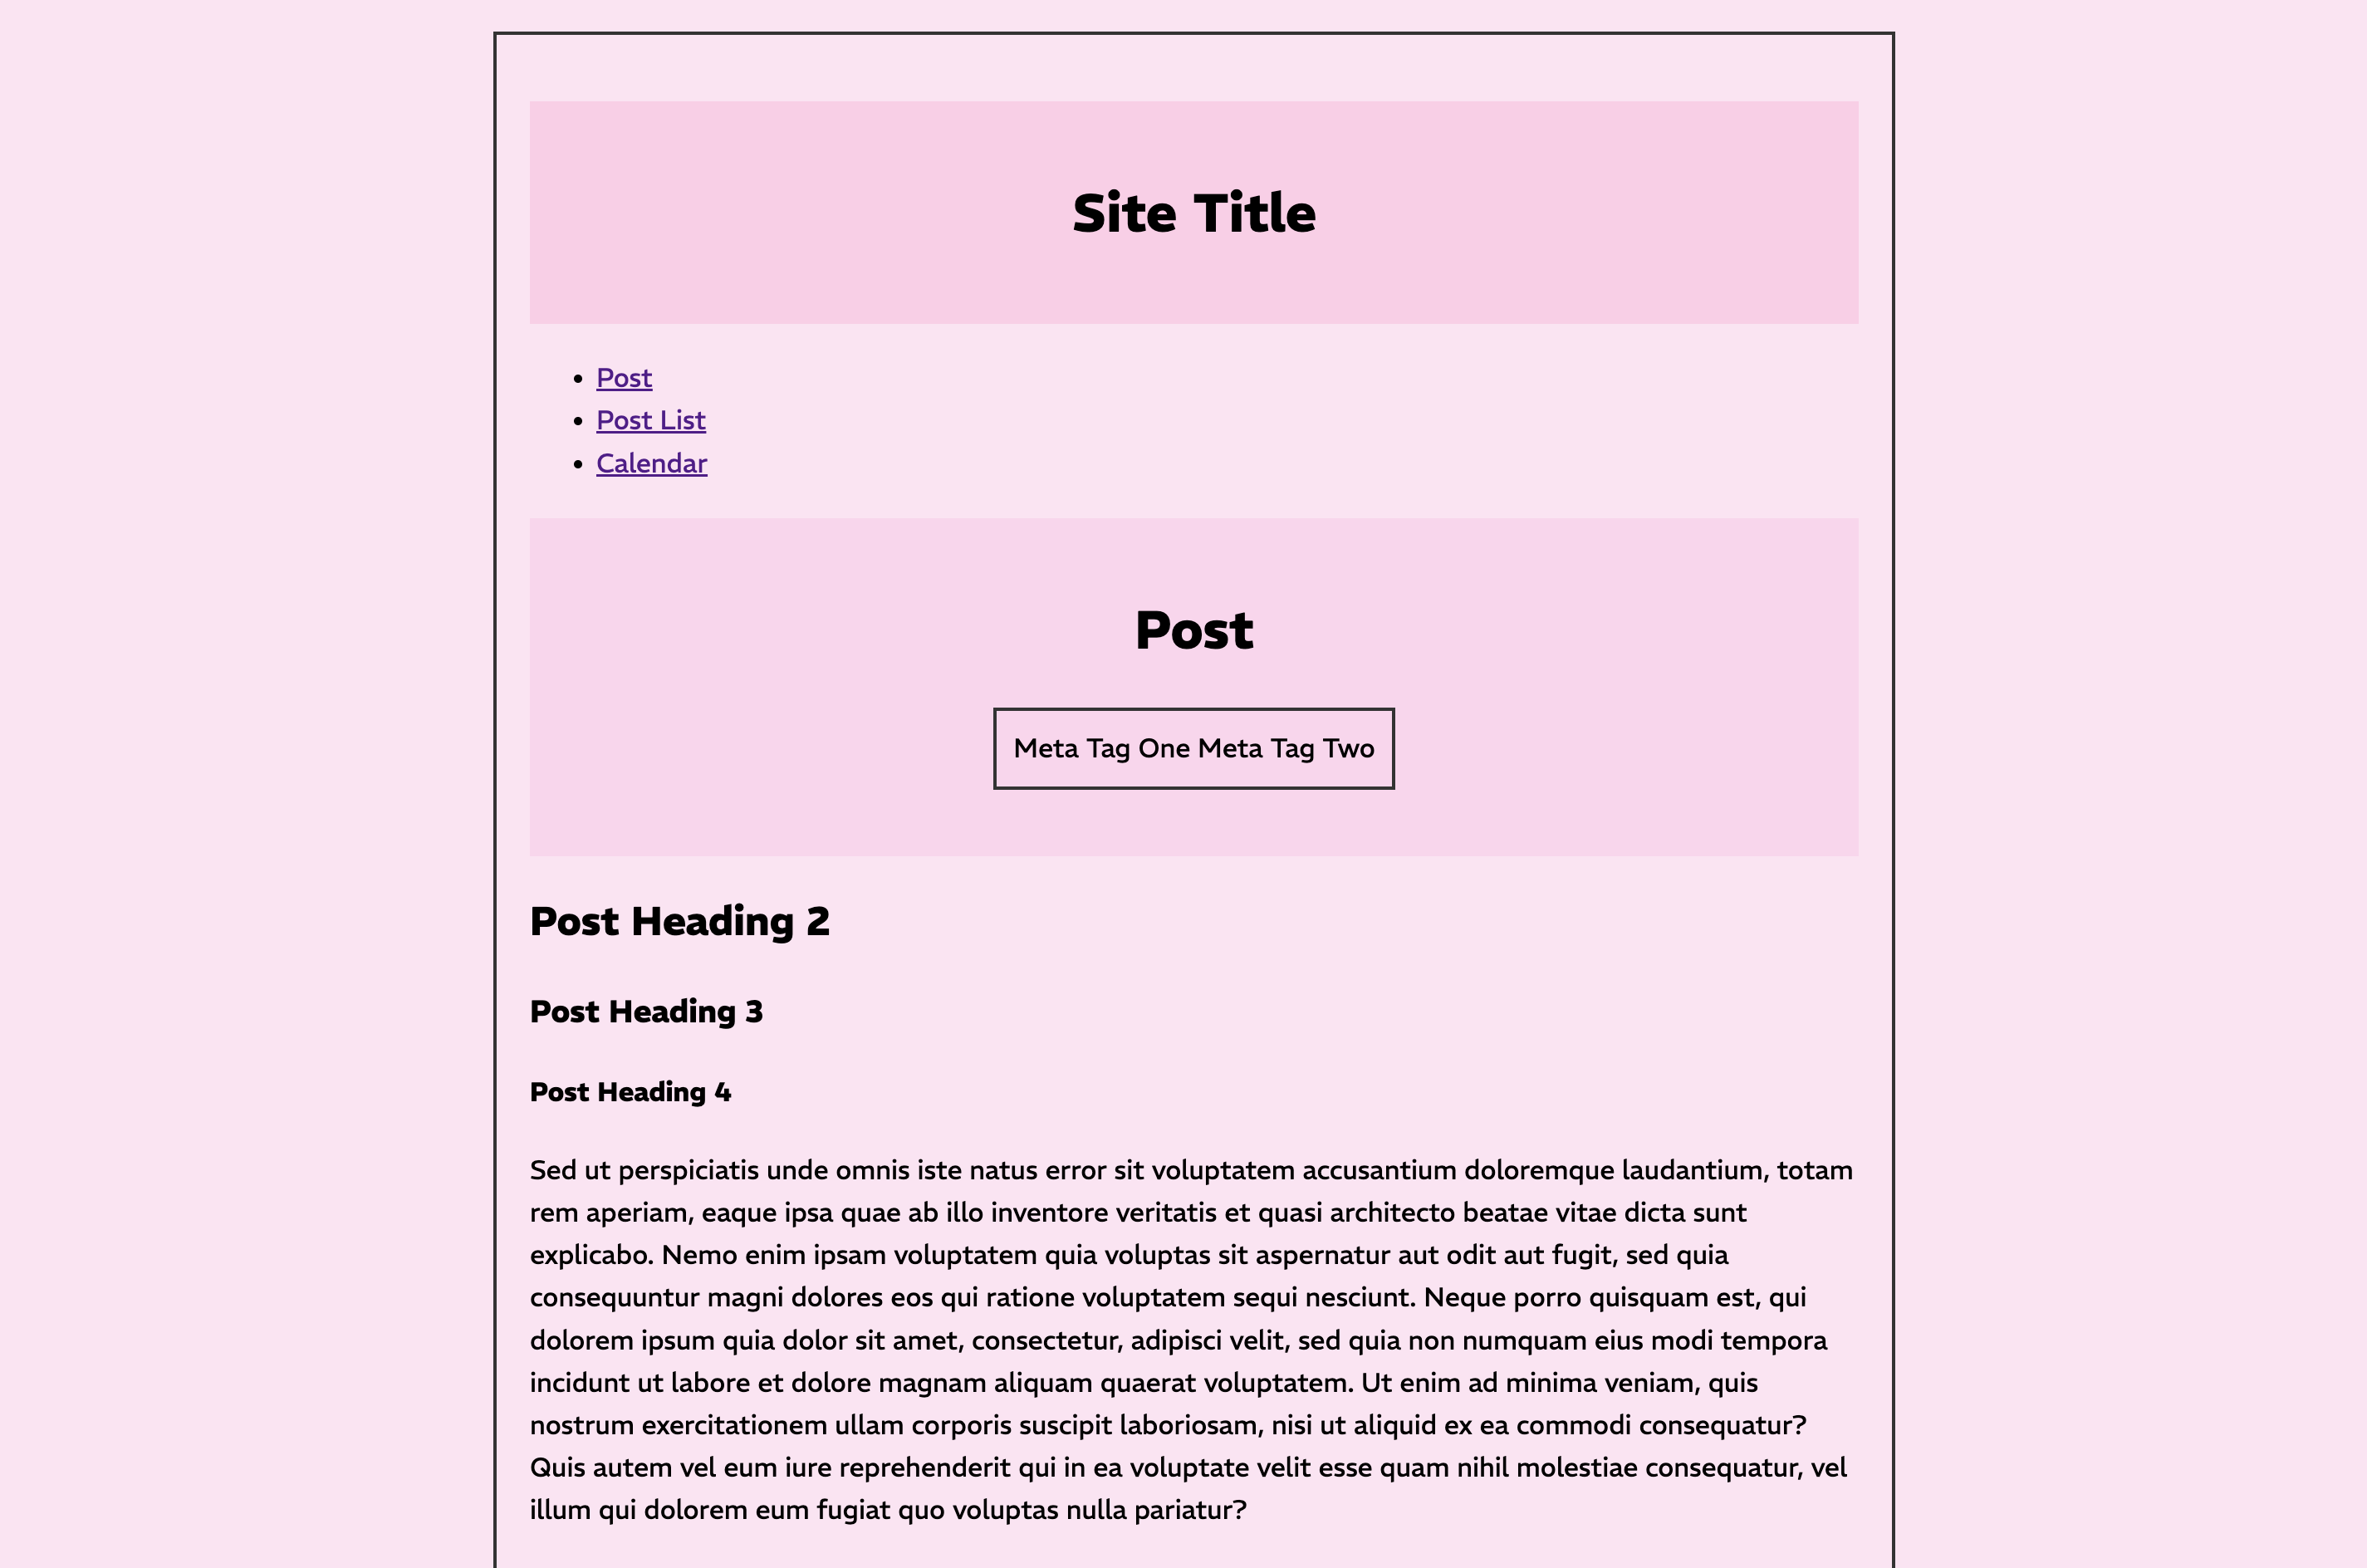 Site Title
Post
Post List
Calendar
Post
Meta Tag One Meta Tag Two
Post Heading 2
Post Heading 3
Post Heading 4
Sed ut perspiciatis unde omnis iste natus error sit voluptatem accusantium doloremque laudantium, totam
rem aperiam, eaque ipsa quae ab illo inventore veritatis et quasi architecto beatae vitae dicta sunt
explicabo. Nemo enim ipsam voluptatem quia voluptas sit aspernatur aut odit aut fugit, sed quia
consequuntur magni dolores eos qui ratione voluptatem sequi nesciunt. Neque porro quisquam est, qui
dolorem ipsum quia dolor sit amet, consectetur, adipisci velit, sed quia non numquam eius modi tempora
incidunt ut labore et dolore magnam aliquam quaerat voluptatem. Ut enim ad minima veniam, quis
nostrum exercitationem ullam corporis suscipit laboriosam, nisi ut aliquid ex ea commodi consequatur?
Quis autem vel eum iure reprehenderit qui in ea voluptate velit esse quam nihil molestiae consequatur, vel
illum qui dolorem eum fugiat quo voluptas nulla pariatur?